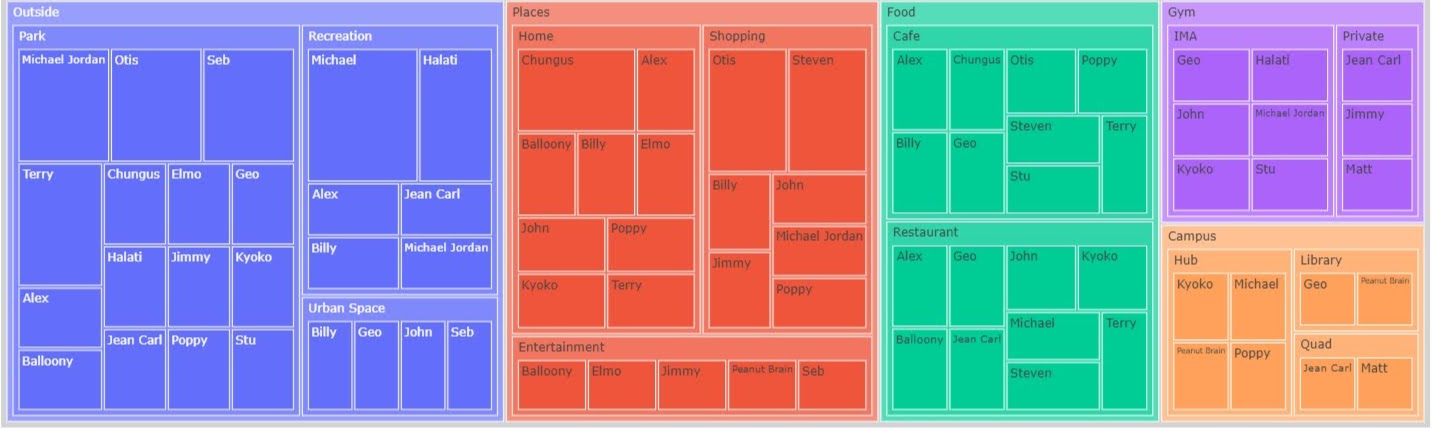 Outside
Park
Michael Jordan
Otis
Seb
Terry
Chungus
Elmo
Geo
Halati
Jimmy
Kyoko
Alex
Balloony
Jean Carl
Poppy
Stu
Recreation
Michael
Halati
Alex
Jean Carl
Billy
Michael Jordan
Urban Space
Billy
Geo
John
Seb
Places
Home
Chungus
Alex
Balloony
Billy
Elmo
John
Poppy
Kyoko
Terry
Shopping
Otis
Steven
Billy
John
Michael Jordan
Jimmy
Poppy
Entertainment
Balloony
Elmo
Jimmy
Peanut Brain
Seb
Food
Cafe
Alex
Chungus
Otis
Poppy
Billy
Geo
Steven
Terry
Stu
Restaurant
Alex
Geo
John
Kyoko
Balloony
Jean Carl
Michael
Terry
Steven
Gym
IMA
Geo
Halati
John
Michael Jordan
Kyoko
Stu
Private
Jean Carl
Jimmy
Matt
Campus
Hub
Kyoko
Michael
Peanut Brain
Poppy
Library
Geo
Peanut Brain
Quad
Jean Carl
Matt